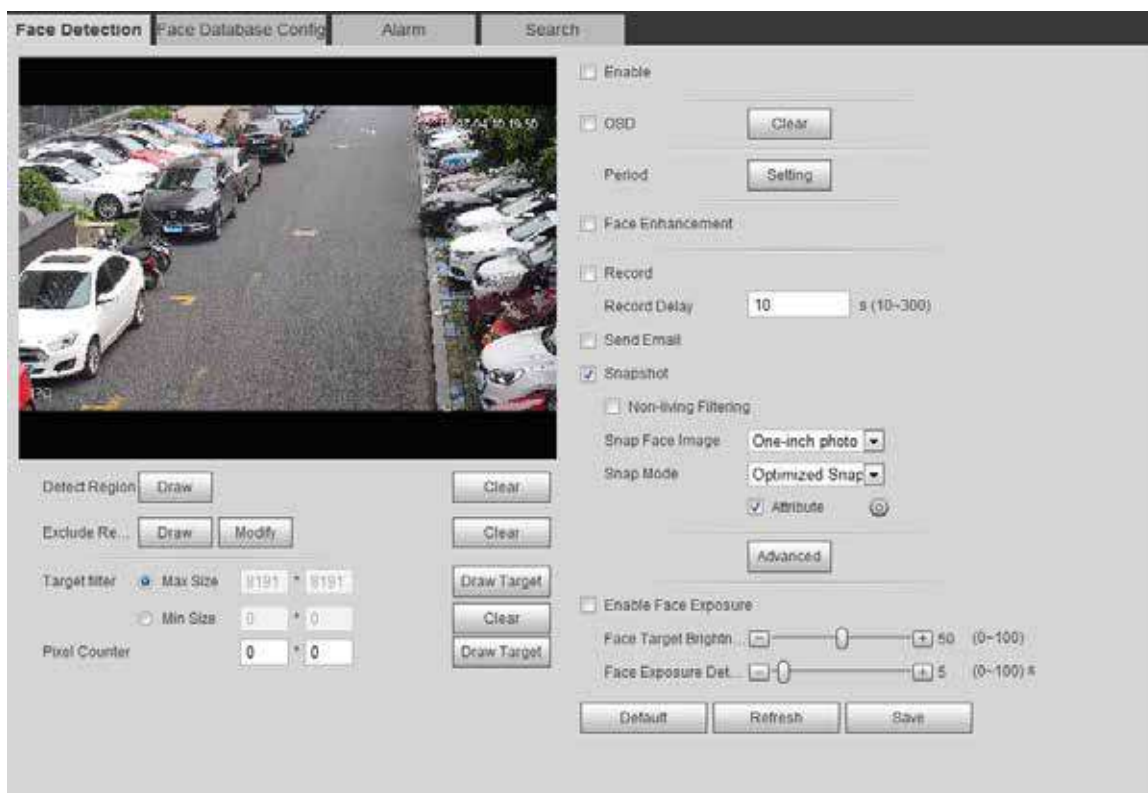 Face Detection
Face Database Config
Alarm
Search
Enable
OSD
Clear
Period
Setting
Face Enhancement
Record
Record Delay
10
s (10~300)
Send Email
Snapshot
Non-living Filtering
Snap Face Image
One-inch photo
Snap Mode
Optimized Snap
Attribute
Advanced
Enable Face Exposure
Face Target Brightn...
50
(0~100)
Face Exposure Det...
5
(0~100) s
Default
Refresh
Save
Detect Region
Draw
Clear
Exclude Re...
Draw
Modify
Clear
Target filter
Max Size
8191 * 8191
Draw Target
Min Size
0 * 0
Clear
Pixel Counter
0 * 0
Draw Target